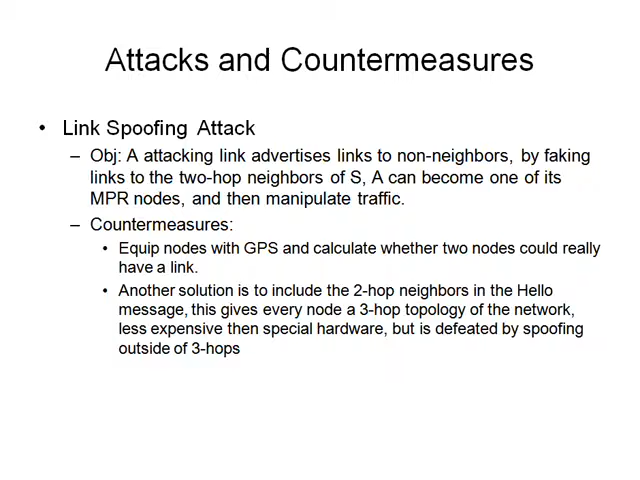 Attacks and Countermeasures
• Link Spoofing Attack
– Obj: A attacking link advertises links to non-neighbors, by faking
links to the two-hop neighbors of S, A can become one of its
MPR nodes, and then manipulate traffic.
– Countermeasures:
• Equip nodes with GPS and calculate whether two nodes could really
have a link.
• Another solution is to include the 2-hop neighbors in the Hello
message, this gives every node a 3-hop topology of the network,
less expensive then special hardware, but is defeated by spoofing
outside of 3-hops